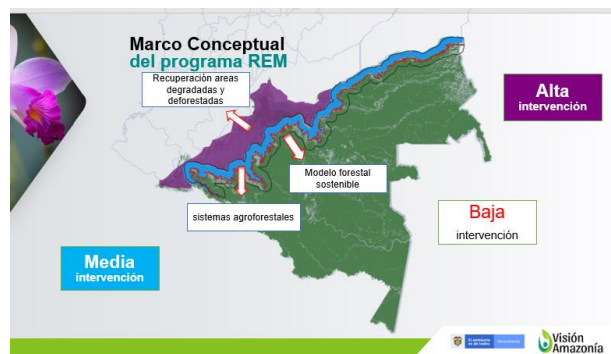 Marco Conceptual
del programa REM
Recuperación areas
degradadas y
deforestadas
Alta
intervención
Modelo forestal
sostenible
sistemas agroforestales
Baja
intervención
Media
intervención
Visión
Amazonía